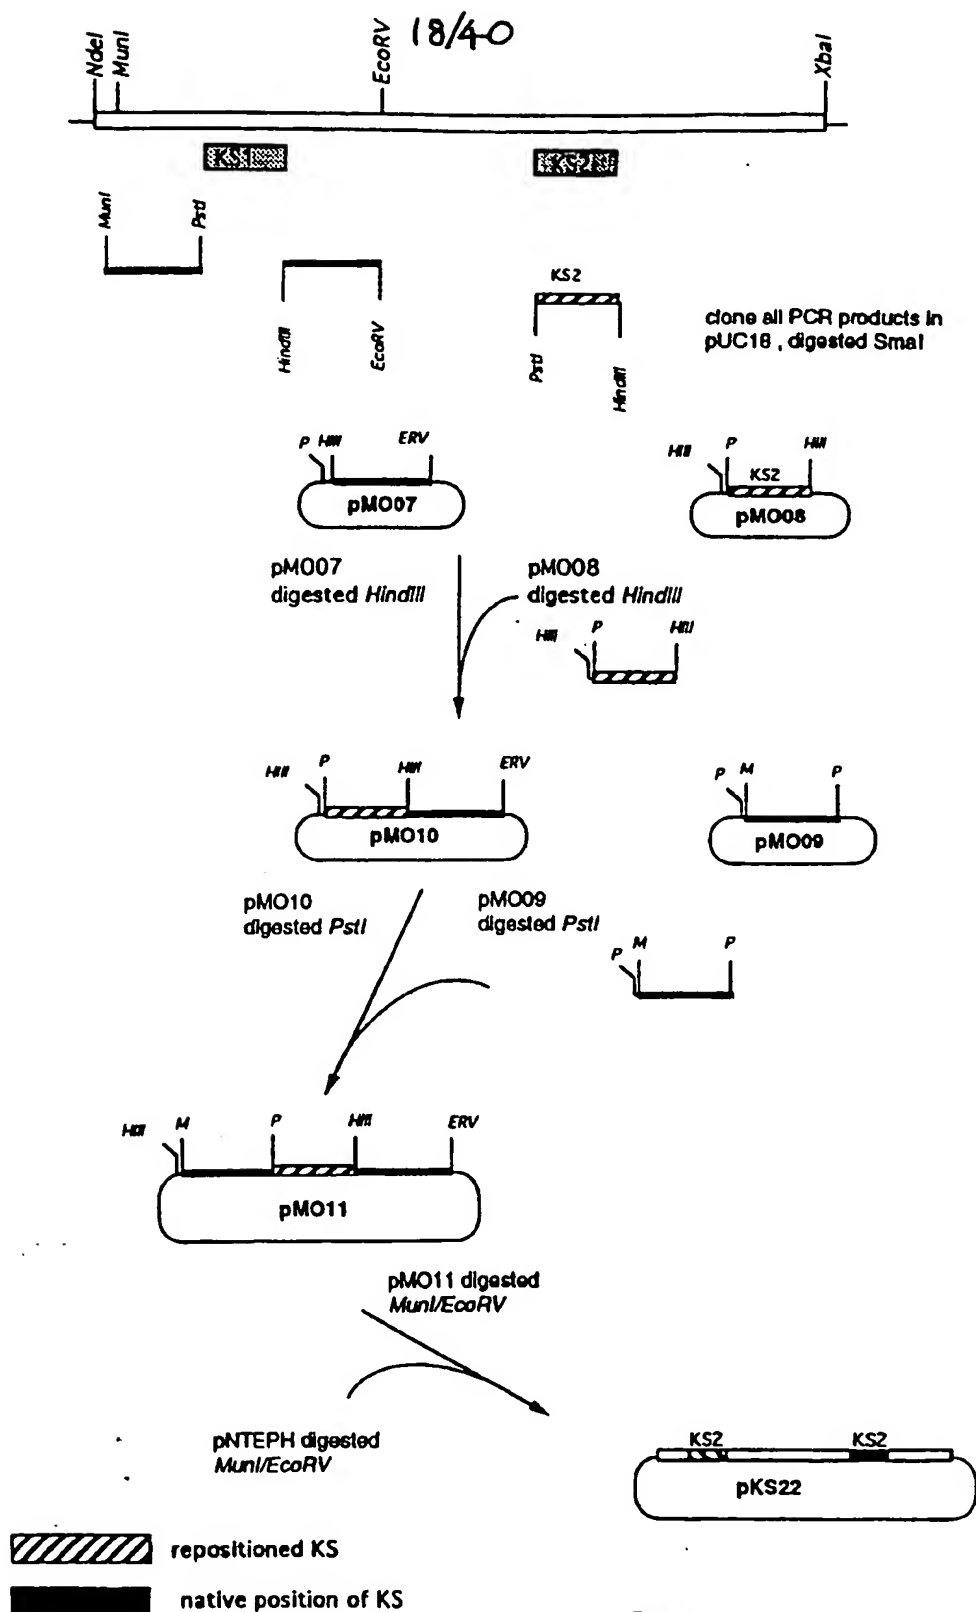 18/40
NdeI
MunI
EcoRV
XbaI
KS1
KS2
MunI
PstI
HindIII
EcoRV
KS2
PstI
HindIII
clone all PCR products in
pUC18 , digested SmaI
P HIII ERV
pMO07
HIII P HIII
KS2
pMO08
pMO07
digested HindIII
pMO08
digested HindIII
HIII P HIII
HIII P HIII ERV
pMO10
P M P
pMO09
pMO10
digested PstI
pMO09
digested PstI
P M P
HIII M P HIII ERV
pMO11
pMO11 digested
MunI/EcoRV
pNTEPH digested
MunI/EcoRV
KS2 KS2
pKS22
repositioned KS
native position of KS